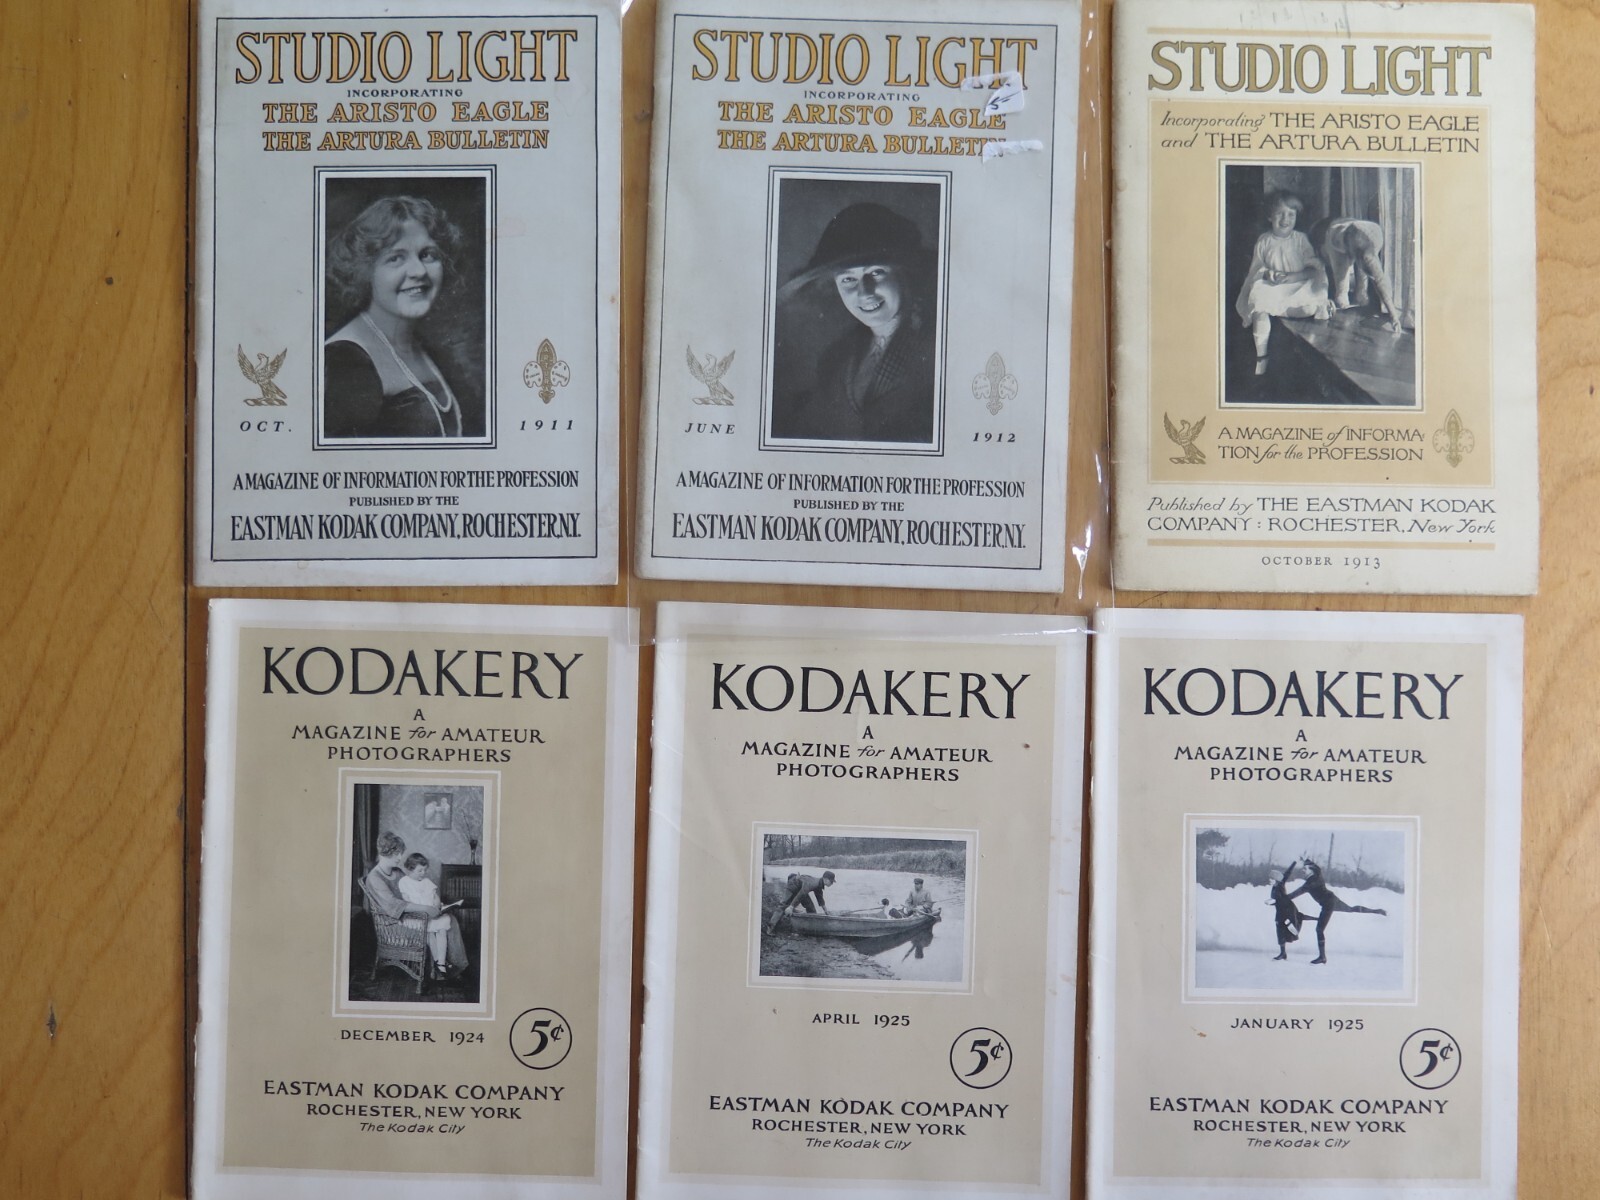 STUDIO LIGHT
INCORPORATING
THE ARISTO EAGLE
THE ARTURA BULLETIN
OCT. 1911
A MAGAZINE OF INFORMATION FOR THE PROFESSION
PUBLISHED BY THE
EASTMAN KODAK COMPANY, ROCHESTER, N.Y.
STUDIO LIGHT
INCORPORATING
THE ARISTO EAGLE
THE ARTURA BULLETIN
JUNE 1912
A MAGAZINE OF INFORMATION FOR THE PROFESSION
PUBLISHED BY THE
EASTMAN KODAK COMPANY, ROCHESTER, N.Y.
STUDIO LIGHT
Incorporating THE ARISTO EAGLE
and THE ARTURA BULLETIN
A MAGAZINE of INFORMA-
TION for the PROFESSION
Published by THE EASTMAN KODAK
COMPANY : ROCHESTER, New York
OCTOBER 1913
KODAKERY
A
MAGAZINE for AMATEUR
PHOTOGRAPHERS
DECEMBER 1924
5¢
EASTMAN KODAK COMPANY
ROCHESTER, NEW YORK
The Kodak City
KODAKERY
A
MAGAZINE for AMATEUR
PHOTOGRAPHERS
APRIL 1925
5¢
EASTMAN KODAK COMPANY
ROCHESTER, NEW YORK
The Kodak City
KODAKERY
A
MAGAZINE for AMATEUR
PHOTOGRAPHERS
JANUARY 1925
5¢
EASTMAN KODAK COMPANY
ROCHESTER, NEW YORK
The Kodak City